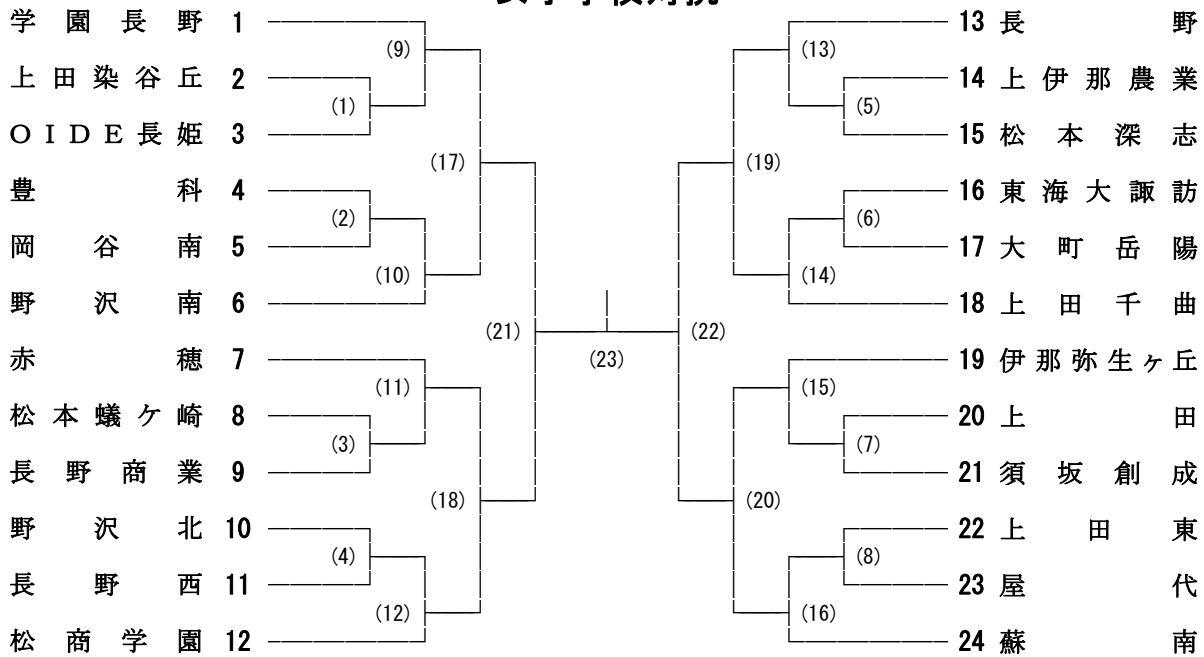 学園長野 1
(9)
上田染谷丘 2
(1)
OIDE長姫 3
(17)
豊科 4
(2)
岡谷南 5
(10)
野沢南 6
(21)
赤穂 7
(11)
松本蟻ケ崎 8
(3)
長野商業 9
(18)
野沢北 10
(4)
長野西 11
(12)
松商学園 12
(23)
13 長野
(13)
14 上伊那農業
(5)
15 松本深志
(19)
16 東海大諏訪
(6)
17 大町岳陽
(14)
18 上田千曲
(22)
19 伊那弥生ヶ丘
(15)
20 上田
(7)
21 須坂創成
(20)
22 上田東
(8)
23 屋代
(16)
24 蘇南